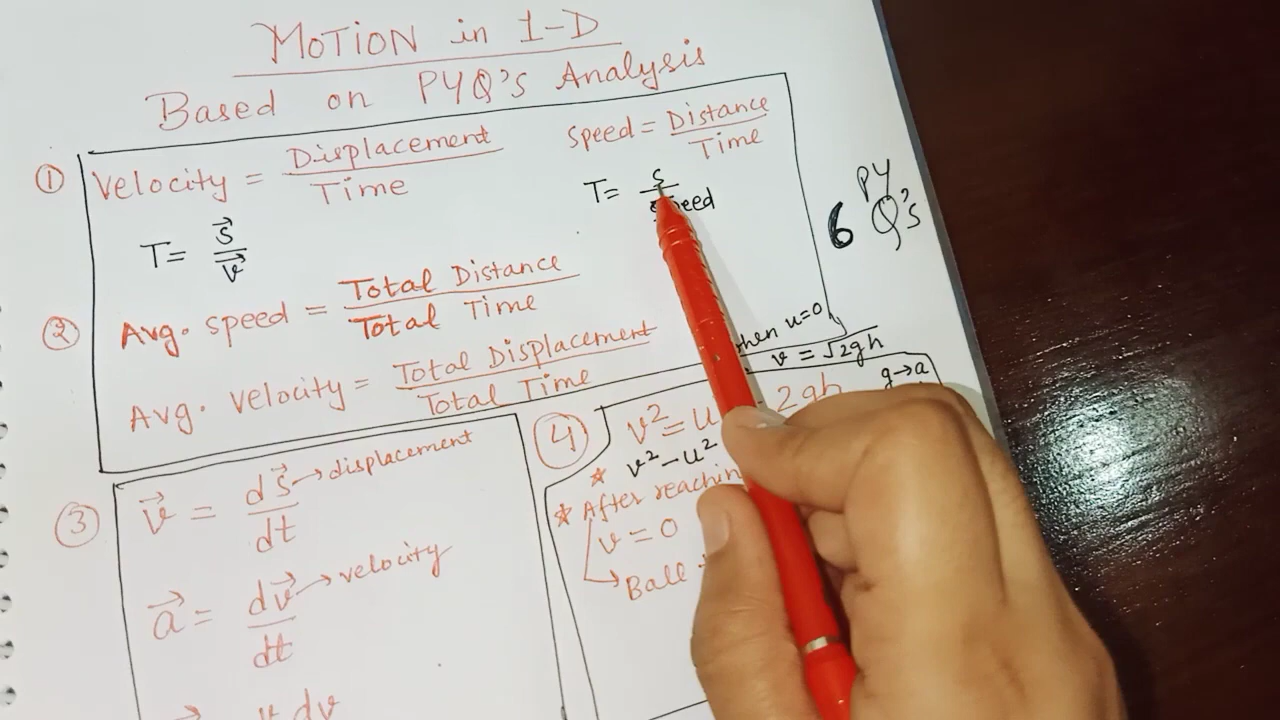 MOTION in 1-D
Based on PYQ's Analysis
① Velocity = Displacement / Time
Speed = Distance / Time
T = s⃗ / v⃗
T = s / speed
6 PYQ's
② Avg. speed = Total Distance / Total Time
Avg. velocity = Total Displacement / Total Time
when u=0
v = √2gh
g→a
③ v⃗ = ds⃗ / dt → displacement
a⃗ = dv⃗ / dt → velocity
④ v² = u 2gh
* v² – u²
* After
v = 0
Ball